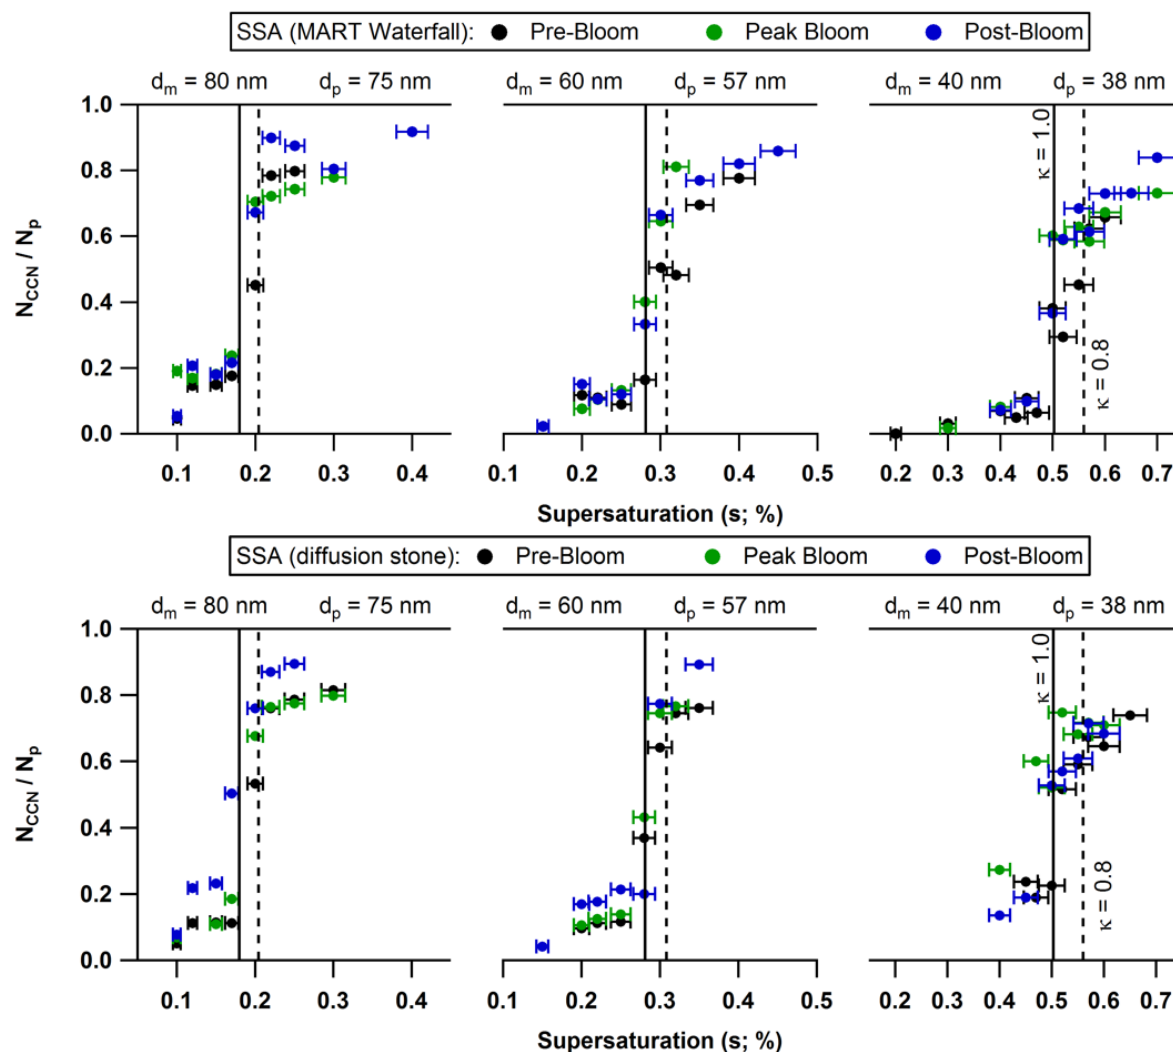 SSA (MART Waterfall): Pre-Bloom Peak Bloom Post-Bloom
dm = 80 nm dp = 75 nm dm = 60 nm dp = 57 nm dm = 40 nm dp = 38 nm
1.0
0.8
0.6
0.4
0.2
0.0
NCCN / Np
κ = 1.0
κ = 0.8
0.1 0.2 0.3 0.4 0.1 0.2 0.3 0.4 0.5 0.2 0.3 0.4 0.5 0.6 0.7
Supersaturation (s; %)
SSA (diffusion stone): Pre-Bloom Peak Bloom Post-Bloom
dm = 80 nm dp = 75 nm dm = 60 nm dp = 57 nm dm = 40 nm dp = 38 nm
1.0
0.8
0.6
0.4
0.2
0.0
NCCN / Np
κ = 1.0
κ = 0.8
0.1 0.2 0.3 0.4 0.1 0.2 0.3 0.4 0.5 0.2 0.3 0.4 0.5 0.6 0.7
Supersaturation (s; %)